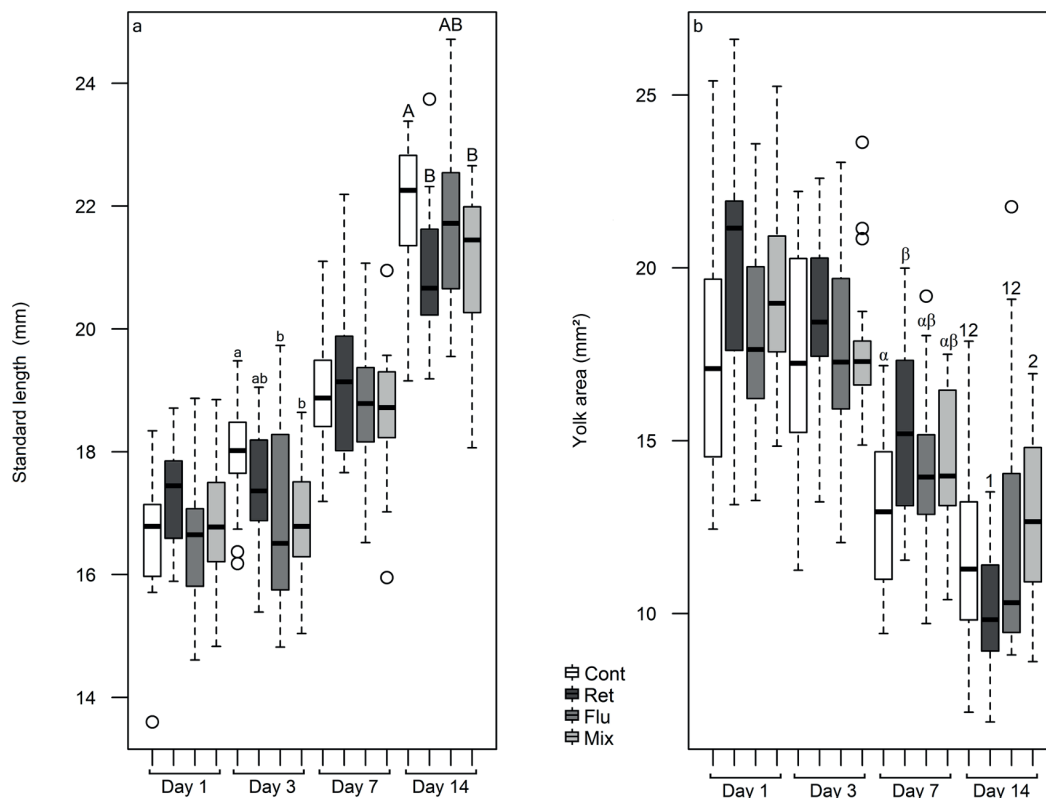 a
Standard length (mm)
24
22
20
18
16
14
a
ab
b
b
A
B
AB
B
Day 1
Day 3
Day 7
Day 14
b
Yolk area (mm²)
25
20
15
10
α
β
αβ
αβ
12
1
12
2
Cont
Ret
Flu
Mix
Day 1
Day 3
Day 7
Day 14